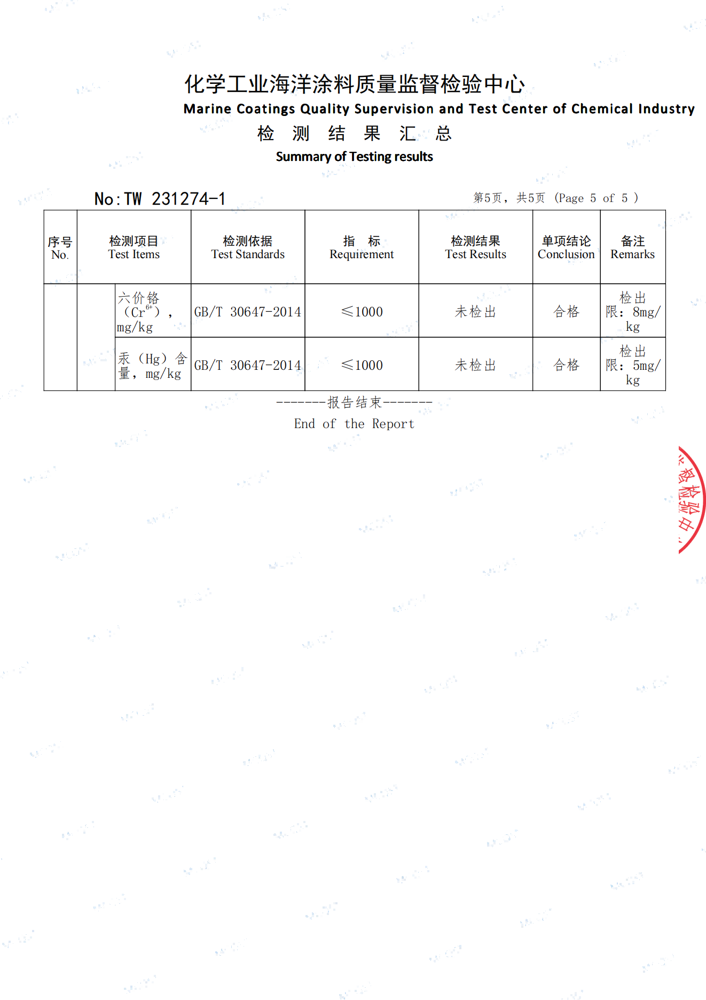 化学工业海洋涂料质量监督检验中心
Marine Coatings Quality Supervision and Test Center of Chemical Industry
检 测 结 果 汇 总
Summary of Testing results
No:TW 231274-1
第5页，共5页 (Page 5 of 5 )
序号 检测项目 检测依据 指 标 检测结果 单项结论 备注
No. Test Items Test Standards Requirement Test Results Conclusion Remarks
六价铬
（Cr⁶⁺），
mg/kg
GB/T 30647-2014
≤1000
未检出
合格
检出
限：8mg/
kg
汞（Hg）含
量，mg/kg
GB/T 30647-2014
≤1000
未检出
合格
检出
限：5mg/
kg
-------报告结束-------
End of the Report
督检验中